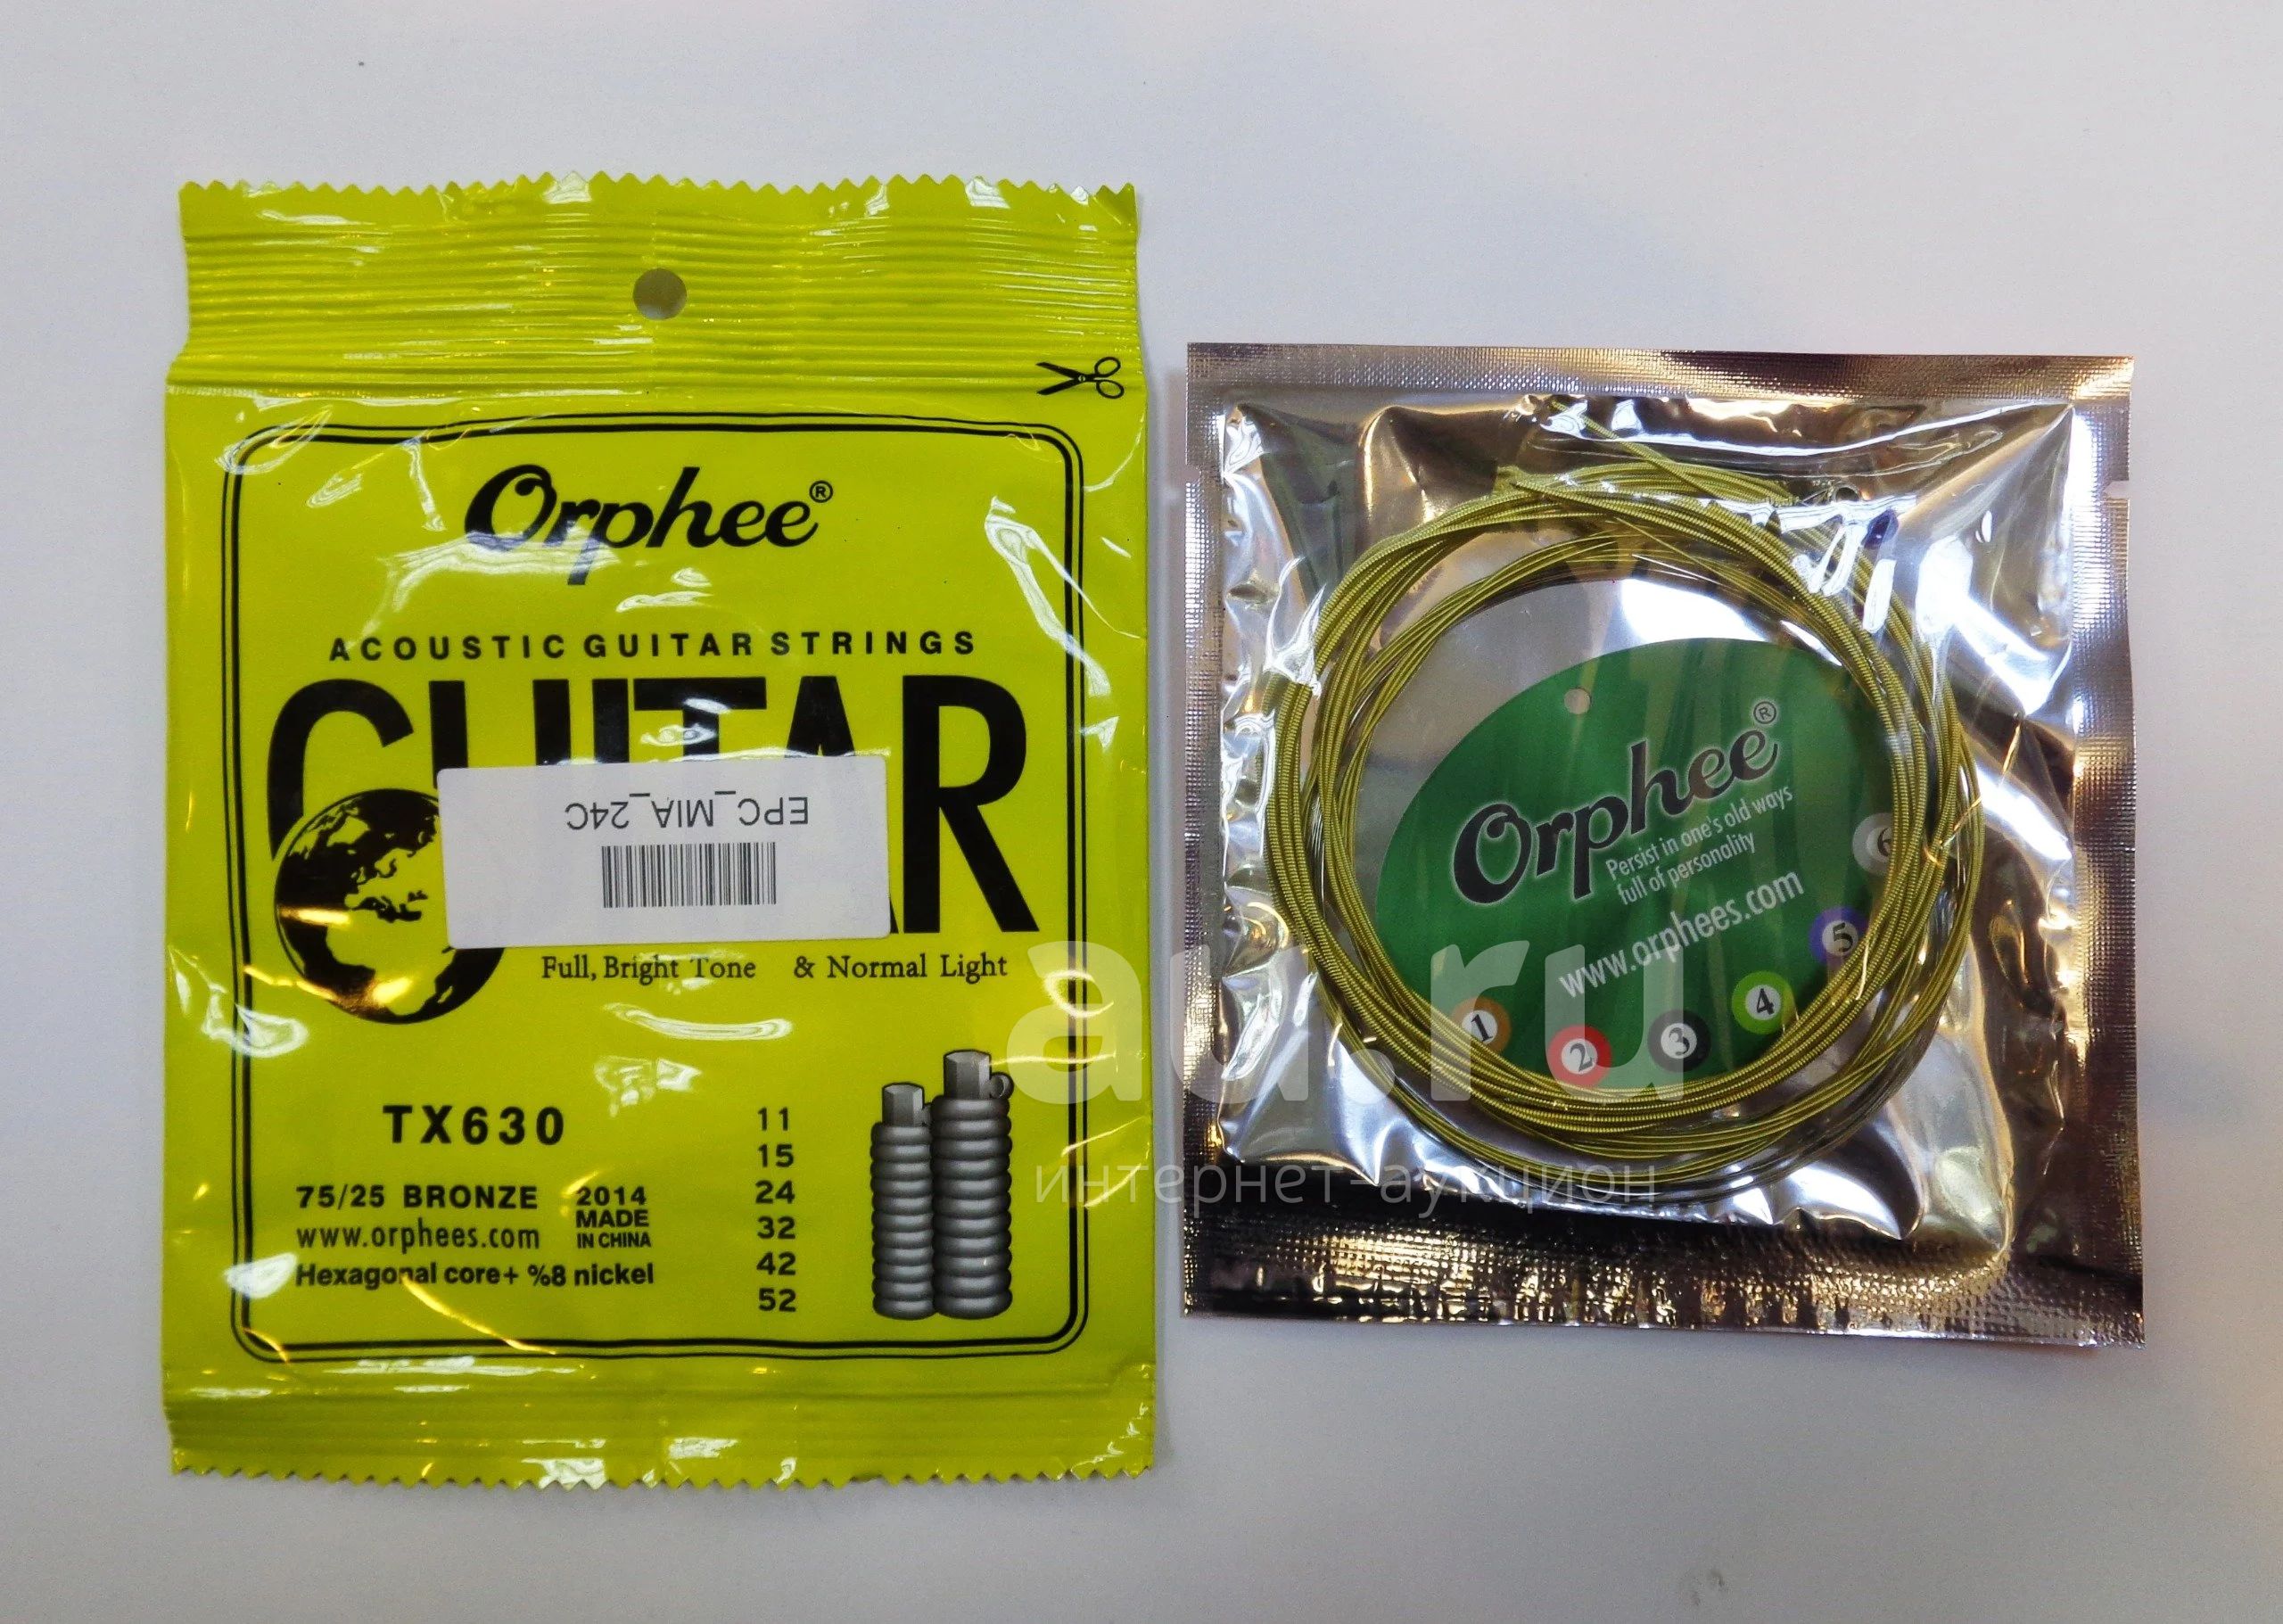 Orphee®
ACOUSTIC GUITAR STRINGS
GUITAR
EPC_MIA_24C
Full, Bright Tone & Normal Light
TX630
75/25 BRONZE 2014
MADE
IN CHINA
www.orphees.com
Hexagonal core+ %8 nickel
11
15
24
32
42
52
Orphee®
Persist in one's old ways
full of personality
www.orphees.com
1
2
3
4
5
6
au.ru
интернет-аукцион